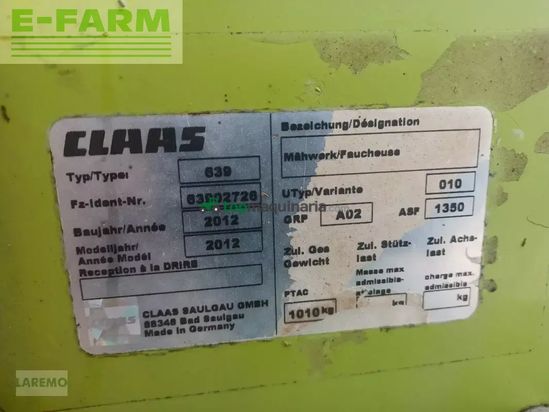 E-FARM
CLAAS
Typ/Type: 639
Fz-Ident-Nr. 63902726
Baujahr/Année 2012
Modelljahr/
Année Model 2012
Reception à la DRIRE
CLAAS SAULGAU GMBH
88348 Bad Saulgau
Made in Germany
Bezeichung/Désignation
Mähwerk/Faucheuse
UTyp/Variante 010
GRP A02 ASF 1350
Zul. Ges Zul. Stütz- Zul. Achs-
Gewicht last last
Masse max charge max
admissible admissible
PTAC
1010 kg kg kg
maquinaria.com
LAREMO